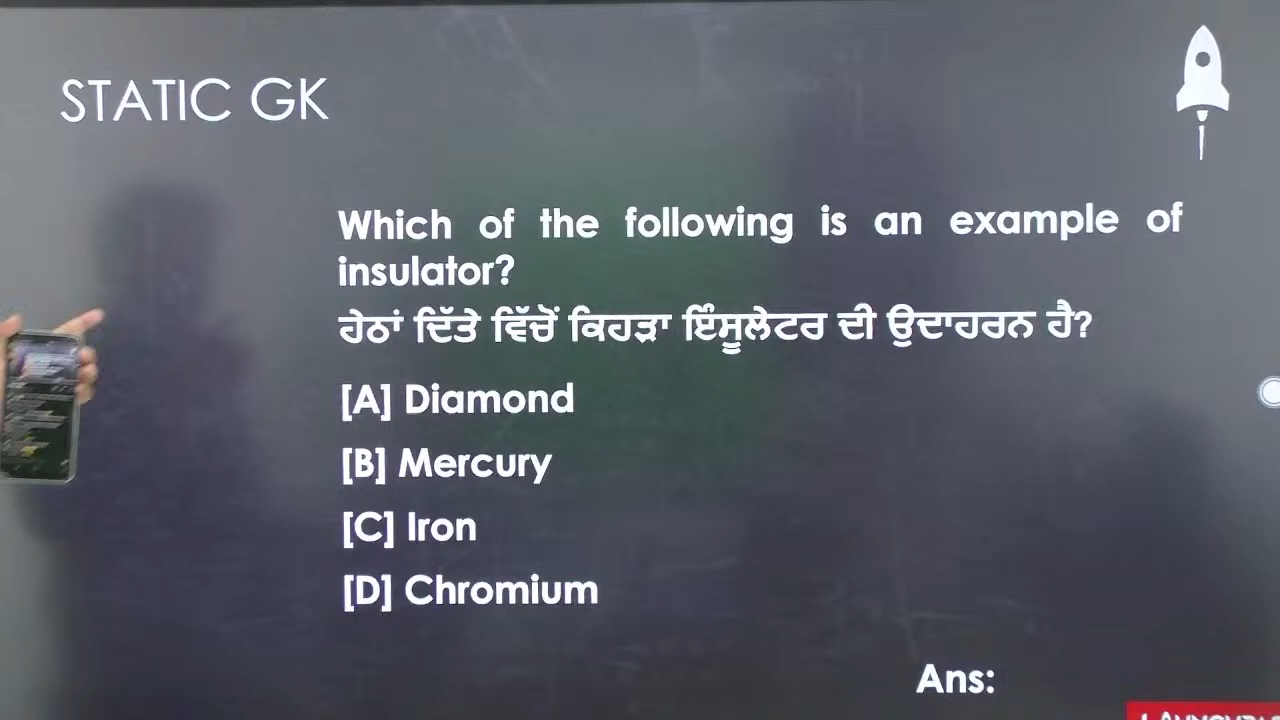 STATIC GK
Which of the following is an example of
insulator?
ਹੇਠਾਂ ਦਿੱਤੇ ਵਿੱਚੋਂ ਕਿਹੜਾ ਇੰਸੂਲੇਟਰ ਦੀ ਉਦਾਹਰਨ ਹੈ?
[A] Diamond
[B] Mercury
[C] Iron
[D] Chromium
Ans: